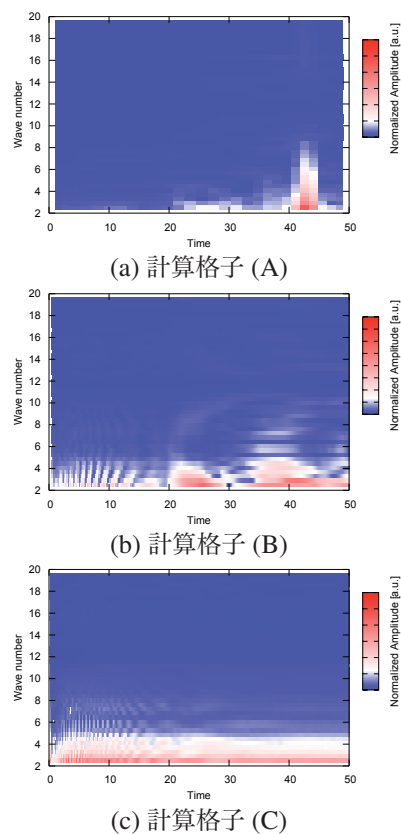 20
18
16
14
12
10
8
6
4
2
Wave number
0 10 20 30 40 50
Time
Normalized Amplitude [a.u.]
(a) 計算格子 (A)
20
18
16
14
12
10
8
6
4
2
Wave number
0 10 20 30 40 50
Time
Normalized Amplitude [a.u.]
(b) 計算格子 (B)
20
18
16
14
12
10
8
6
4
2
Wave number
0 10 20 30 40 50
Time
Normalized Amplitude [a.u.]
(c) 計算格子 (C)